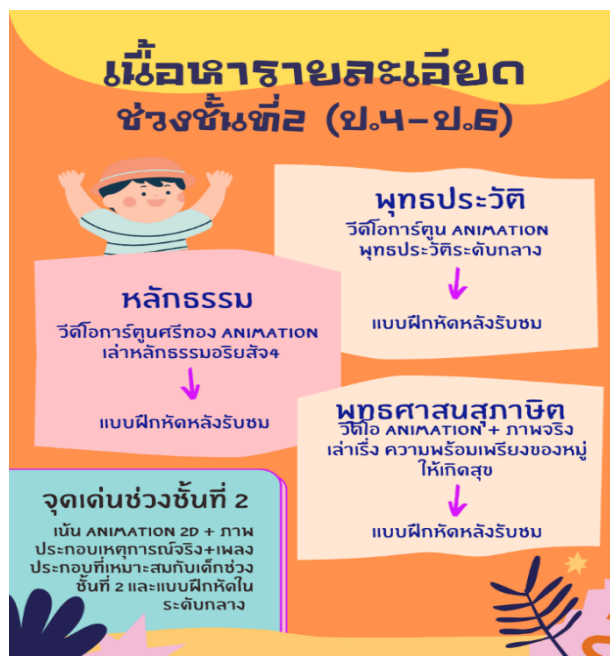 เนื้อหารายละเอียด
ช่วงชั้นที่2 (ป.4-ป.6)
พุทธประวัติ
วีดีโอการ์ตูน ANIMATION
พุทธประวัติระดับกลาง
แบบฝึกหัดหลังรับชม
หลักธรรม
วีดีโอการ์ตูนศรีทอง ANIMATION
เล่าหลักธรรมอริยสัจ4
แบบฝึกหัดหลังรับชม
พุทธศาสนสุภาษิต
วีดีโอ ANIMATION + ภาพจริง
เล่าเรื่อง ความพร้อมเพรียงของหมู่
ให้เกิดสุข
แบบฝึกหัดหลังรับชม
จุดเด่นช่วงชั้นที่ 2
เน้น ANIMATION 2D + ภาพ
ประกอบเหตุการณ์จริง+เพลง
ประกอบที่เหมาะสมกับเด็กช่วง
ชั้นที่ 2 และแบบฝึกหัดใน
ระดับกลาง